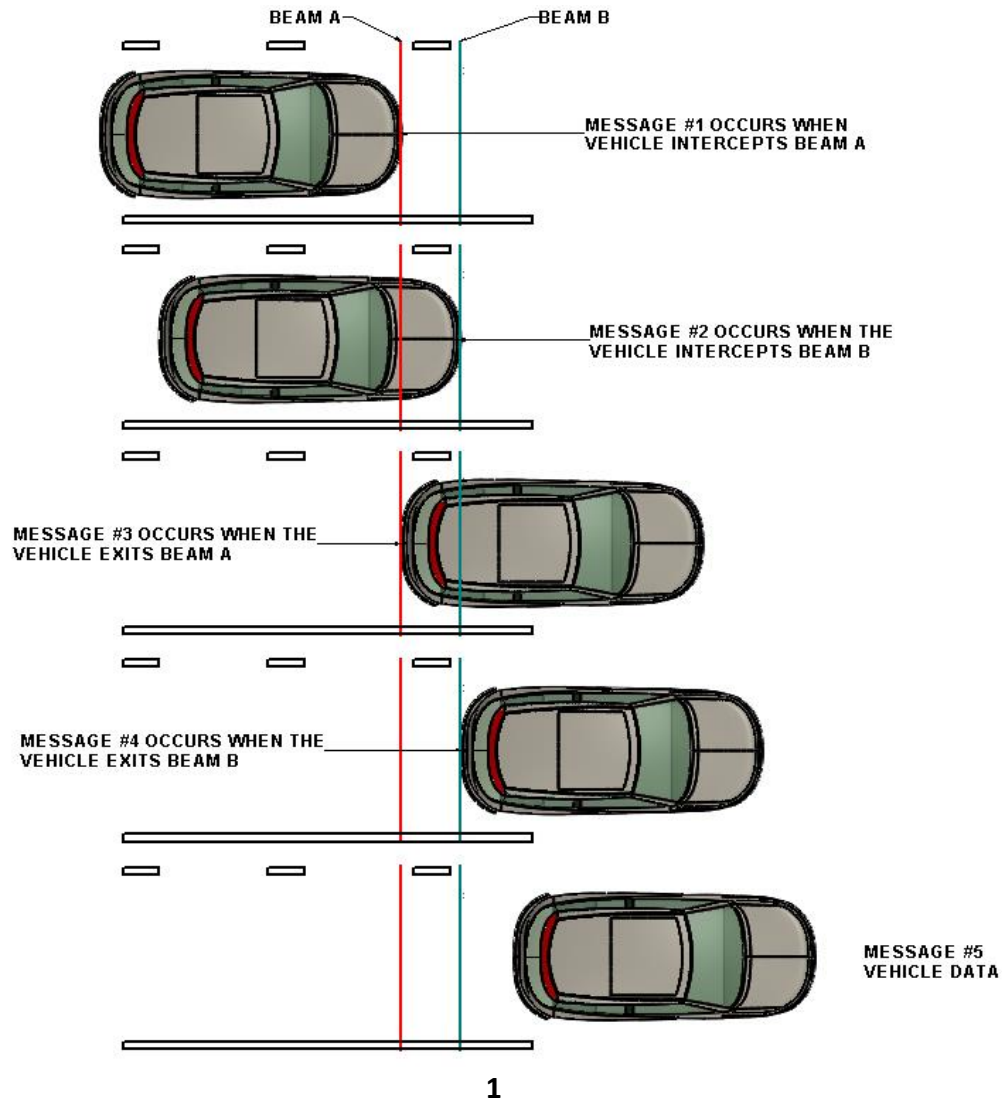 BEAM A
BEAM B
MESSAGE #1 OCCURS WHEN
VEHICLE INTERCEPTS BEAM A
MESSAGE #2 OCCURS WHEN THE
VEHICLE INTERCEPTS BEAM B
MESSAGE #3 OCCURS WHEN THE
VEHICLE EXITS BEAM A
MESSAGE #4 OCCURS WHEN THE
VEHICLE EXITS BEAM B
MESSAGE #5
VEHICLE DATA
1